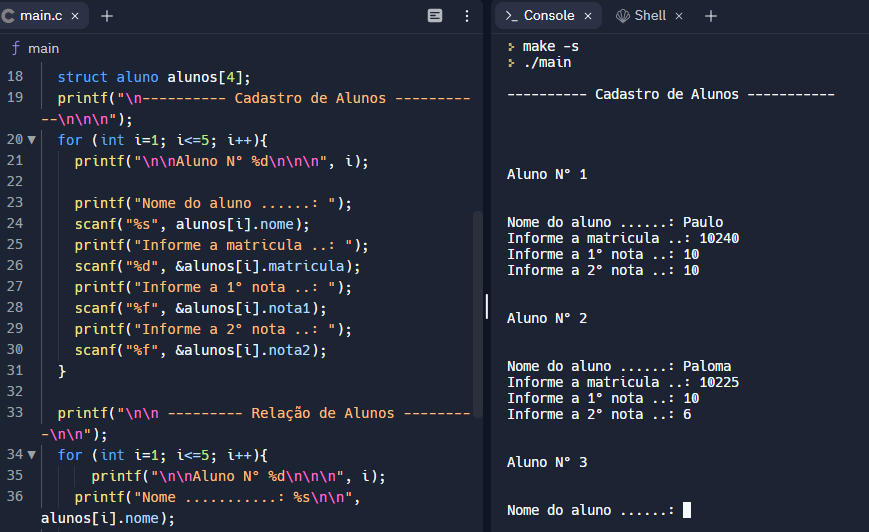 main.c × +
Console × Shell × +
main
18 struct aluno alunos[4];
19 printf("\n---------- Cadastro de Alunos ---------
--\n\n\n");
20 for (int i=1; i<=5; i++){
21 printf("\n\nAluno N° %d\n\n\n", i);
22
23 printf("Nome do aluno ......: ");
24 scanf("%s", alunos[i].nome);
25 printf("Informe a matricula ..: ");
26 scanf("%d", &alunos[i].matricula);
27 printf("Informe a 1° nota ..: ");
28 scanf("%f", &alunos[i].nota1);
29 printf("Informe a 2° nota ..: ");
30 scanf("%f", &alunos[i].nota2);
31 }
32
33 printf("\n\n --------- Relação de Alunos --------
-\n\n");
34 for (int i=1; i<=5; i++){
35 printf("\n\nAluno N° %d\n\n\n", i);
36 printf("Nome ...........: %s\n\n",
alunos[i].nome);
make -s
./main
---------- Cadastro de Alunos -----------
Aluno N° 1
Nome do aluno ......: Paulo
Informe a matricula ..: 10240
Informe a 1° nota ..: 10
Informe a 2° nota ..: 10
Aluno N° 2
Nome do aluno ......: Paloma
Informe a matricula ..: 10225
Informe a 1° nota ..: 10
Informe a 2° nota ..: 6
Aluno N° 3
Nome do aluno ......: